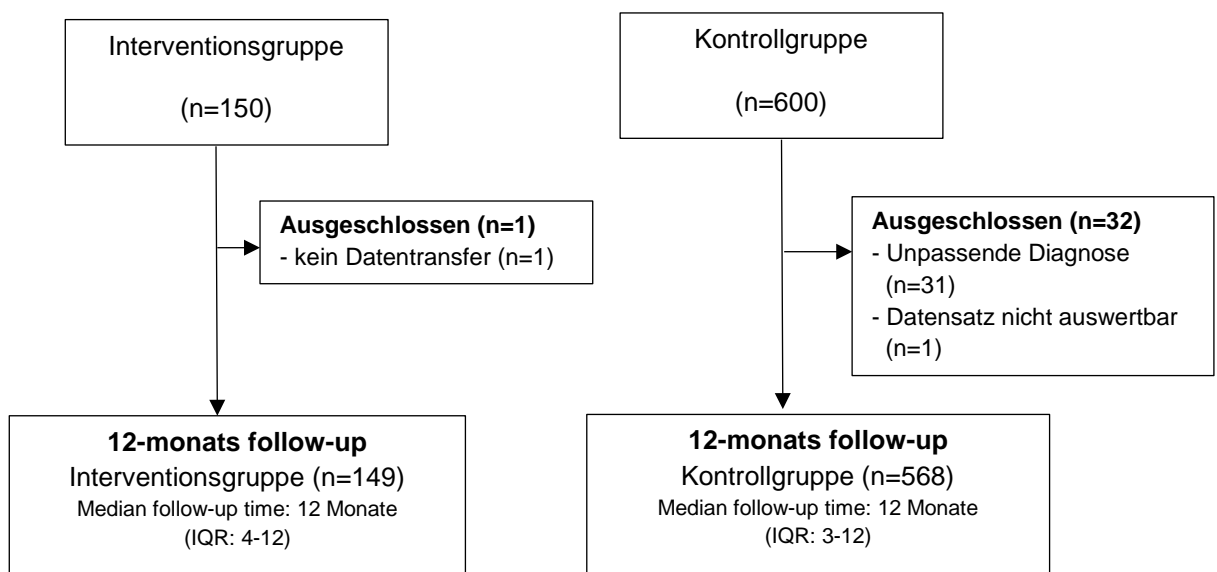 Interventionsgruppe
(n=150)
Kontrollgruppe
(n=600)
Ausgeschlossen (n=1)
- kein Datentransfer (n=1)
Ausgeschlossen (n=32)
- Unpassende Diagnose
(n=31)
- Datensatz nicht auswertbar
(n=1)
12-monats follow-up
Interventionsgruppe (n=149)
Median follow-up time: 12 Monate
(IQR: 4-12)
12-monats follow-up
Kontrollgruppe (n=568)
Median follow-up time: 12 Monate
(IQR: 3-12)